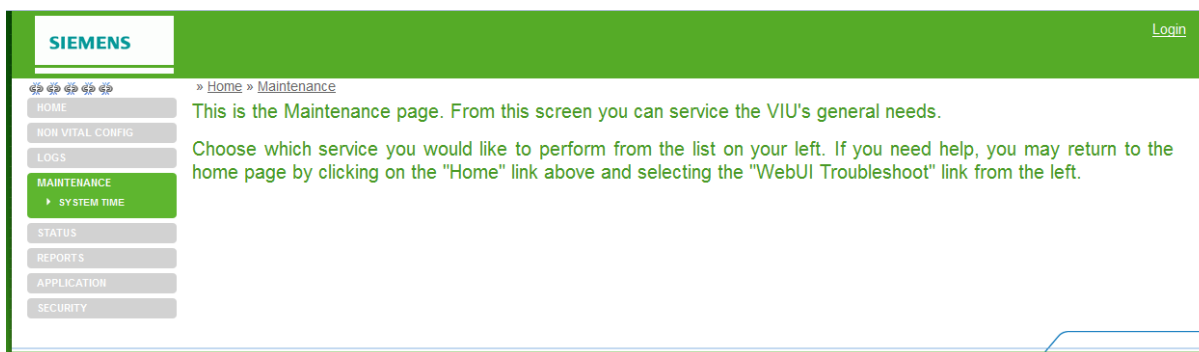 SIEMENS
Login
» Home » Maintenance
HOME
NON VITAL CONFIG
LOGS
MAINTENANCE
SYSTEM TIME
STATUS
REPORTS
APPLICATION
SECURITY
This is the Maintenance page. From this screen you can service the VIU's general needs.
Choose which service you would like to perform from the list on your left. If you need help, you may return to the
home page by clicking on the "Home" link above and selecting the "WebUI Troubleshoot" link from the left.